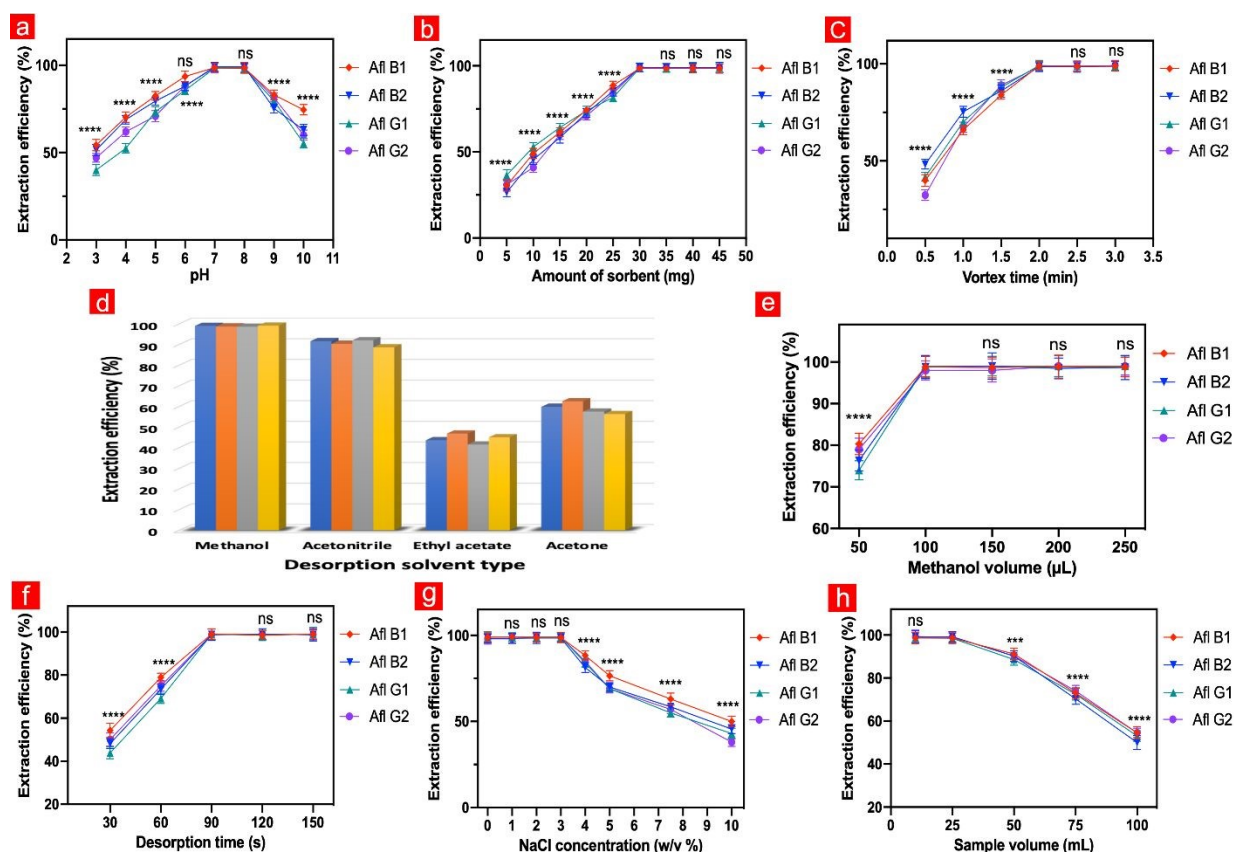 a
Extraction efficiency (%)
100
50
0
2 3 4 5 6 7 8 9 10 11
pH
****
****
****
ns
****
ns
****
****
Afl B1
Afl B2
Afl G1
Afl G2
b
Extraction efficiency (%)
100
50
0
0 5 10 15 20 25 30 35 40 45 50
Amount of sorbent (mg)
****
****
****
****
****
ns
ns
ns
Afl B1
Afl B2
Afl G1
Afl G2
C
Extraction efficiency (%)
100
50
0.0 0.5 1.0 1.5 2.0 2.5 3.0 3.5
Vortex time (min)
****
****
****
ns
ns
Afl B1
Afl B2
Afl G1
Afl G2
d
Extraction efficiency (%)
100
90
80
70
60
50
40
30
20
10
0
Methanol Acetonitrile Ethyl acetate Acetone
Desorption solvent type
e
Extraction efficiency (%)
100
90
80
70
60
50 100 150 200 250
Methanol volume (µL)
****
ns
ns
ns
Afl B1
Afl B2
Afl G1
Afl G2
f
Extraction efficiency (%)
100
80
60
40
20
30 60 90 120 150
Desorption time (s)
****
****
ns
ns
Afl B1
Afl B2
Afl G1
Afl G2
g
Extraction efficiency (%)
100
50
0
0 1 2 3 4 5 6 7 8 9 10
NaCl concentration (w/v %)
ns
ns
ns
****
****
****
****
Afl B1
Afl B2
Afl G1
Afl G2
h
Extraction efficiency (%)
100
80
60
40
20
0 25 50 75 100
Sample volume (mL)
ns
***
****
****
Afl B1
Afl B2
Afl G1
Afl G2